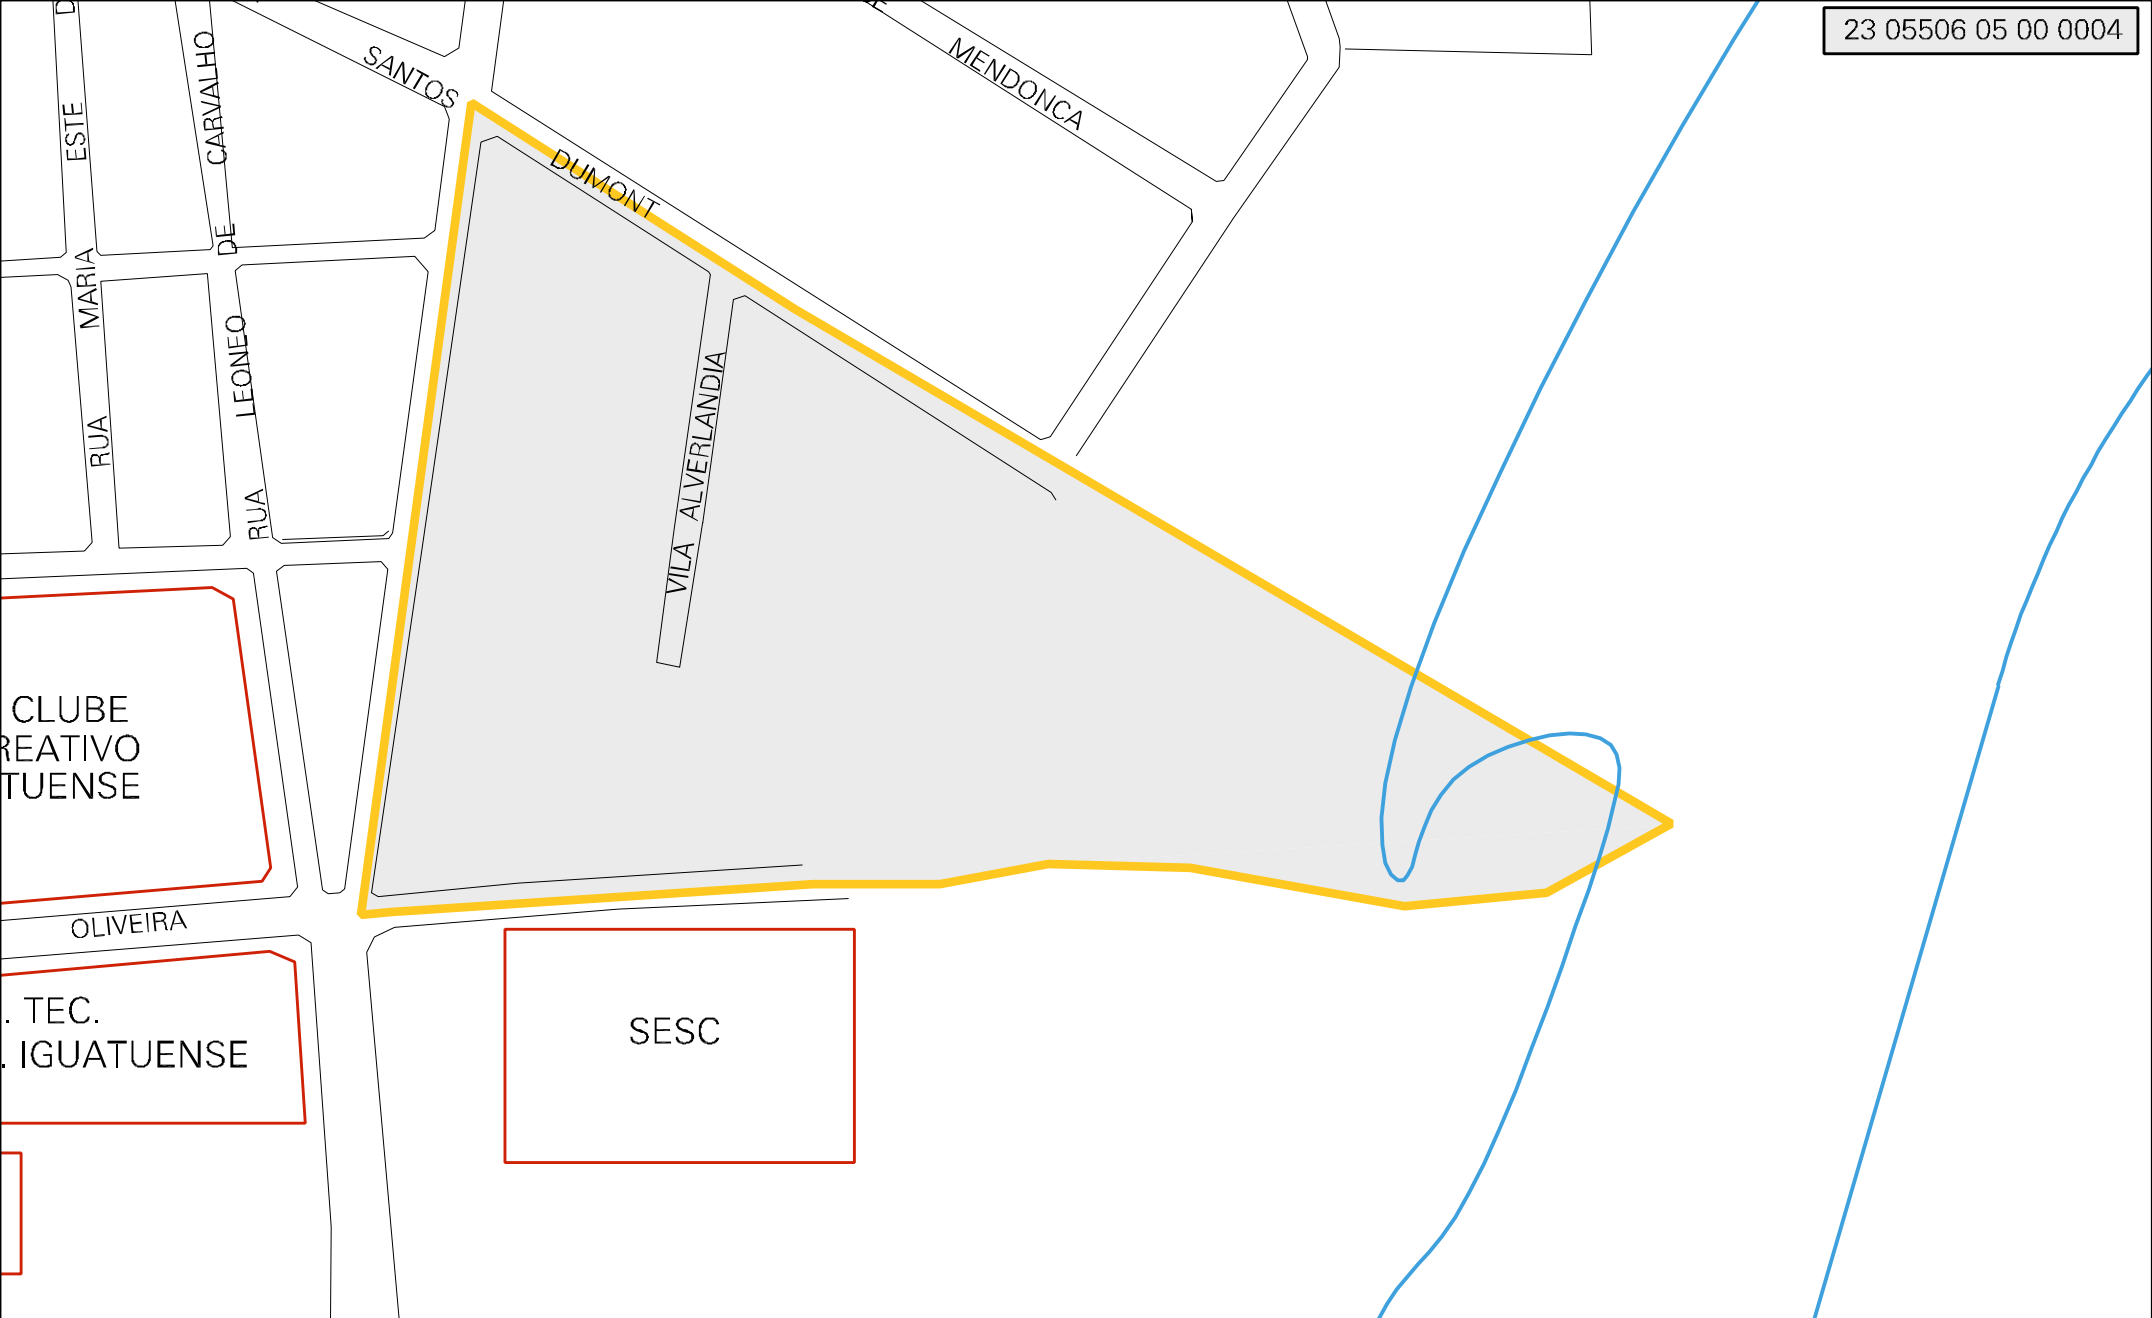 23 05506 05 00 0004
SANTOS DUMONT
MENDONCA
RUA MARIA ESTE
RUA LEONEO DE CARVALHO
VILA ALVERLANDIA
CLUBE
REATIVO
TUENSE
OLIVEIRA
. TEC.
. IGUATUENSE
SESC